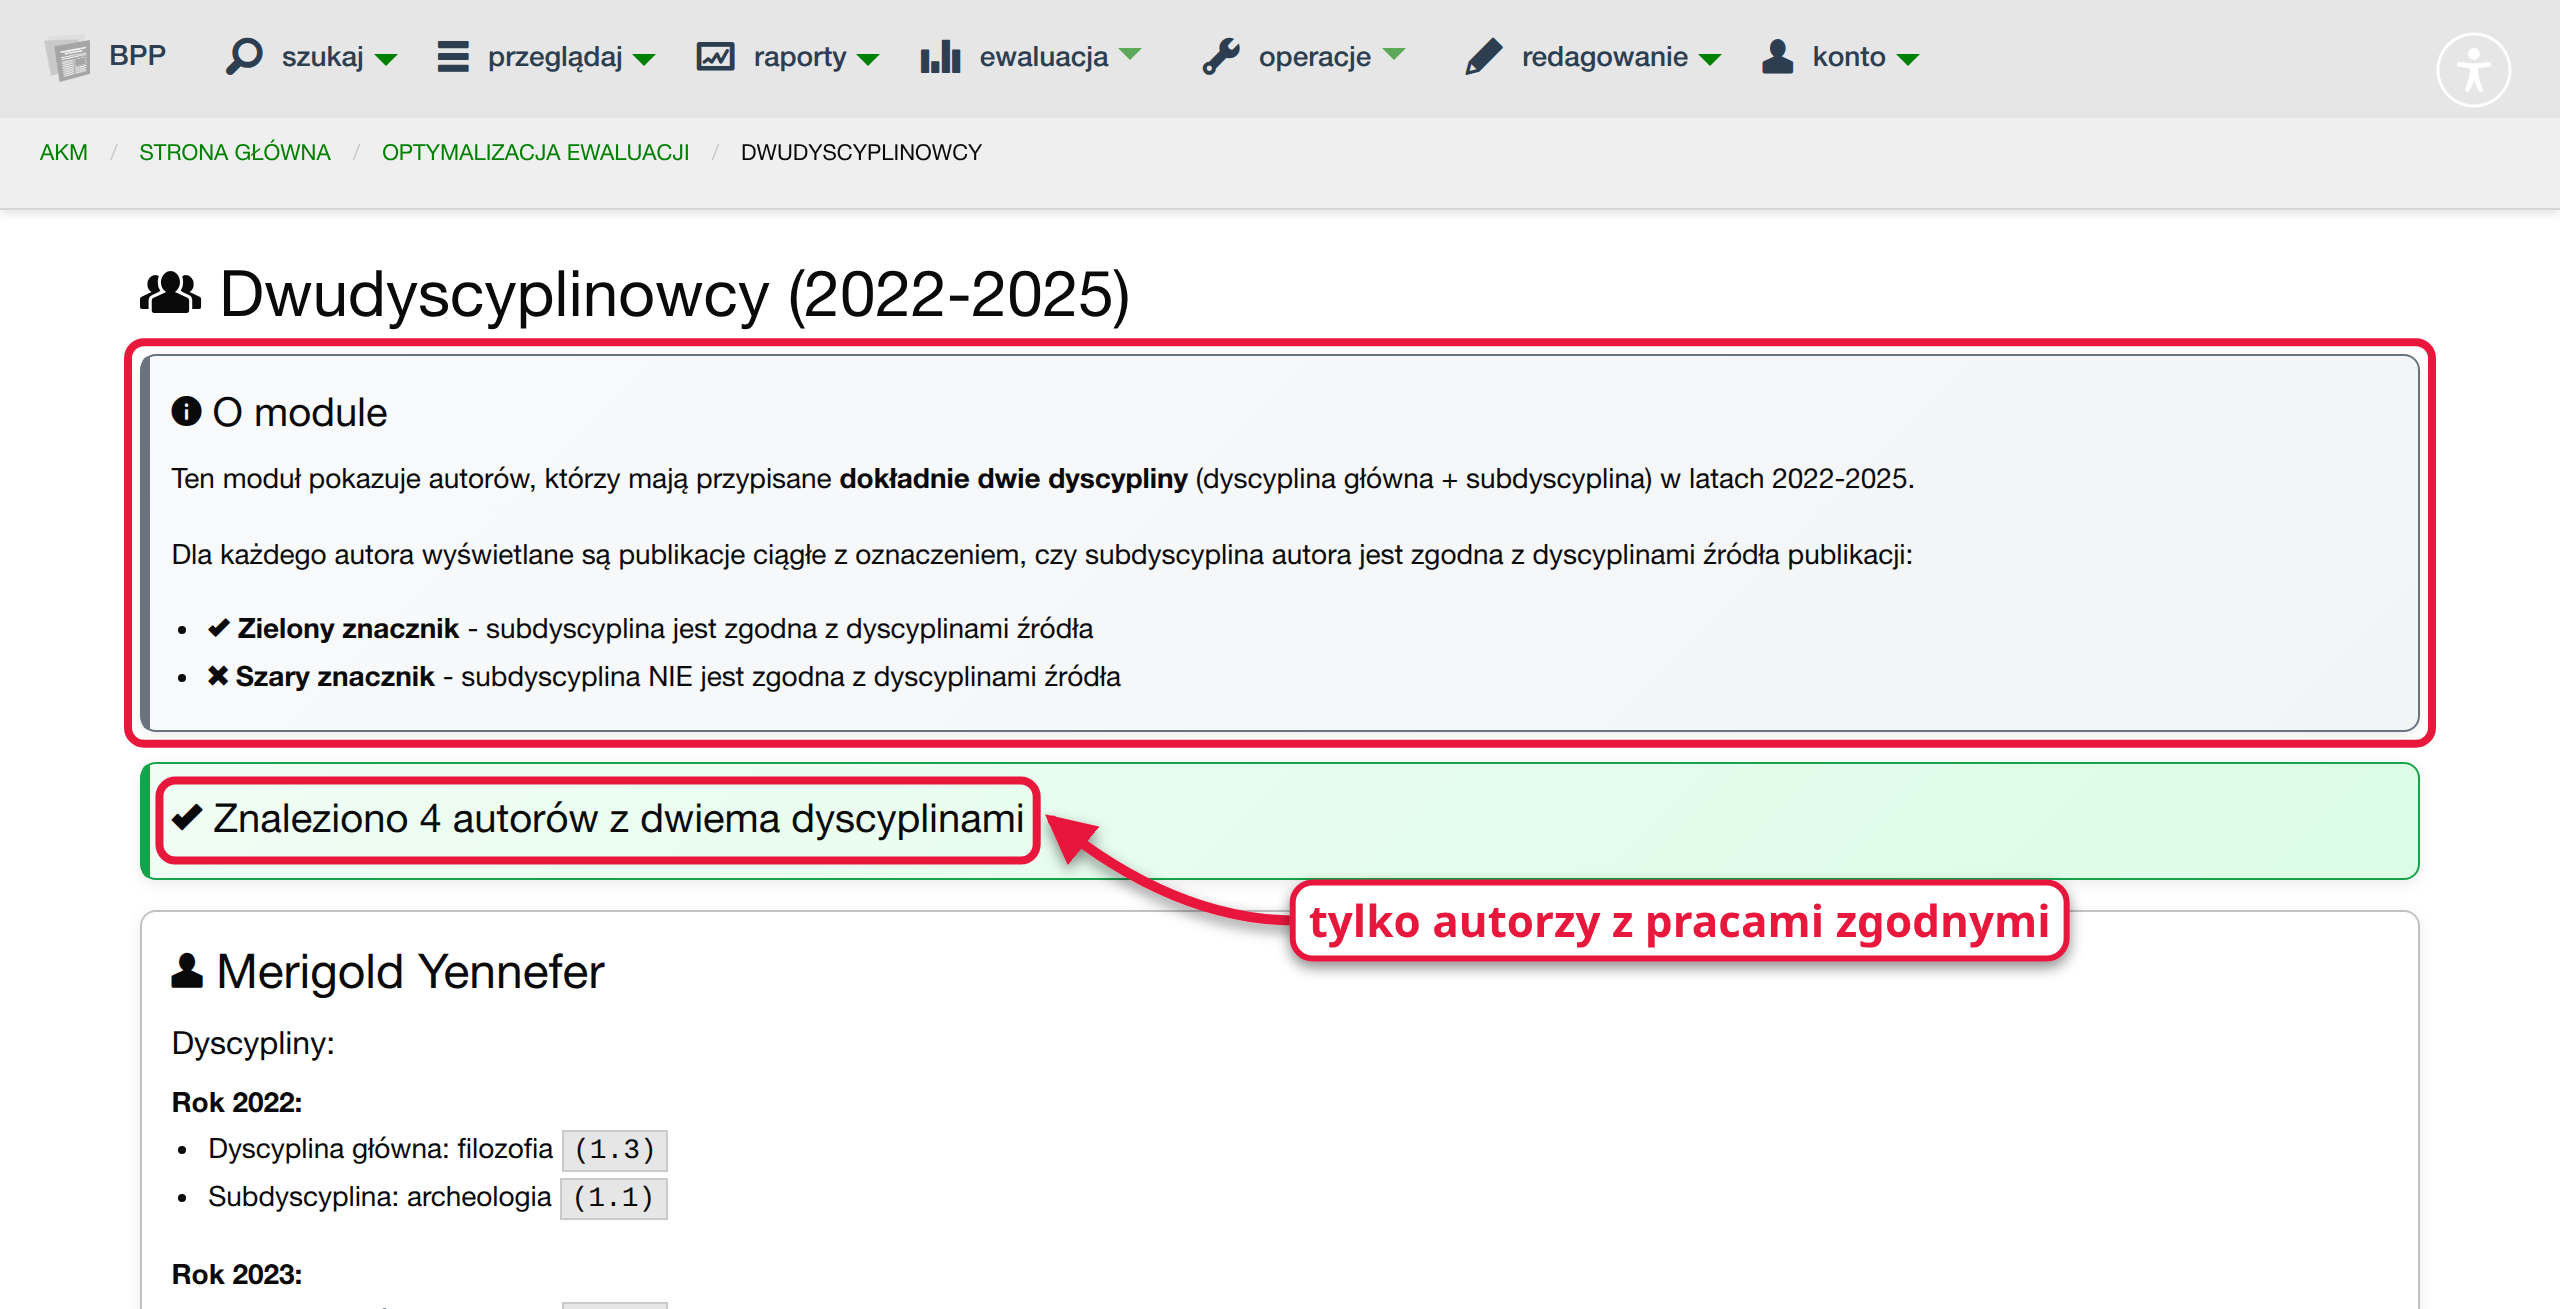 BPP szukaj przeglądaj raporty ewaluacja operacje redagowanie konto
AKM / STRONA GŁÓWNA / OPTYMALIZACJA EWALUACJI / DWUDYSCYPLINOWCY
Dwudyscyplinowcy (2022-2025)
O module
Ten moduł pokazuje autorów, którzy mają przypisane dokładnie dwie dyscypliny (dyscyplina główna + subdyscyplina) w latach 2022-2025.
Dla każdego autora wyświetlane są publikacje ciągłe z oznaczeniem, czy subdyscyplina autora jest zgodna z dyscyplinami źródła publikacji:
• ✔ Zielony znacznik - subdyscyplina jest zgodna z dyscyplinami źródła
• ✖ Szary znacznik - subdyscyplina NIE jest zgodna z dyscyplinami źródła
✔ Znaleziono 4 autorów z dwiema dyscyplinami
tylko autorzy z pracami zgodnymi
Merigold Yennefer
Dyscypliny:
Rok 2022:
• Dyscyplina główna: filozofia (1.3)
• Subdyscyplina: archeologia (1.1)
Rok 2023: